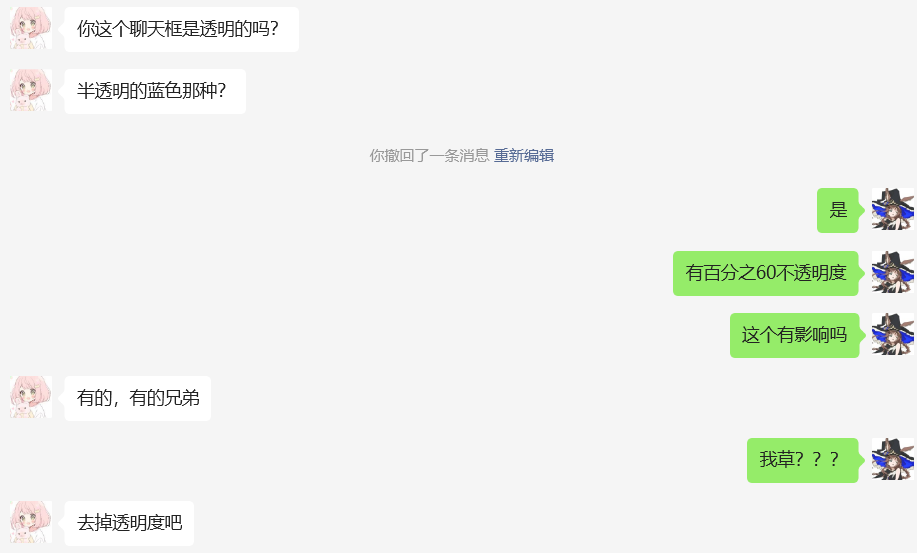 你这个聊天框是透明的吗？
半透明的蓝色那种？
你撤回了一条消息 重新编辑
是
有百分之60不透明度
这个有影响吗
有的，有的兄弟
我草？？？
去掉透明度吧